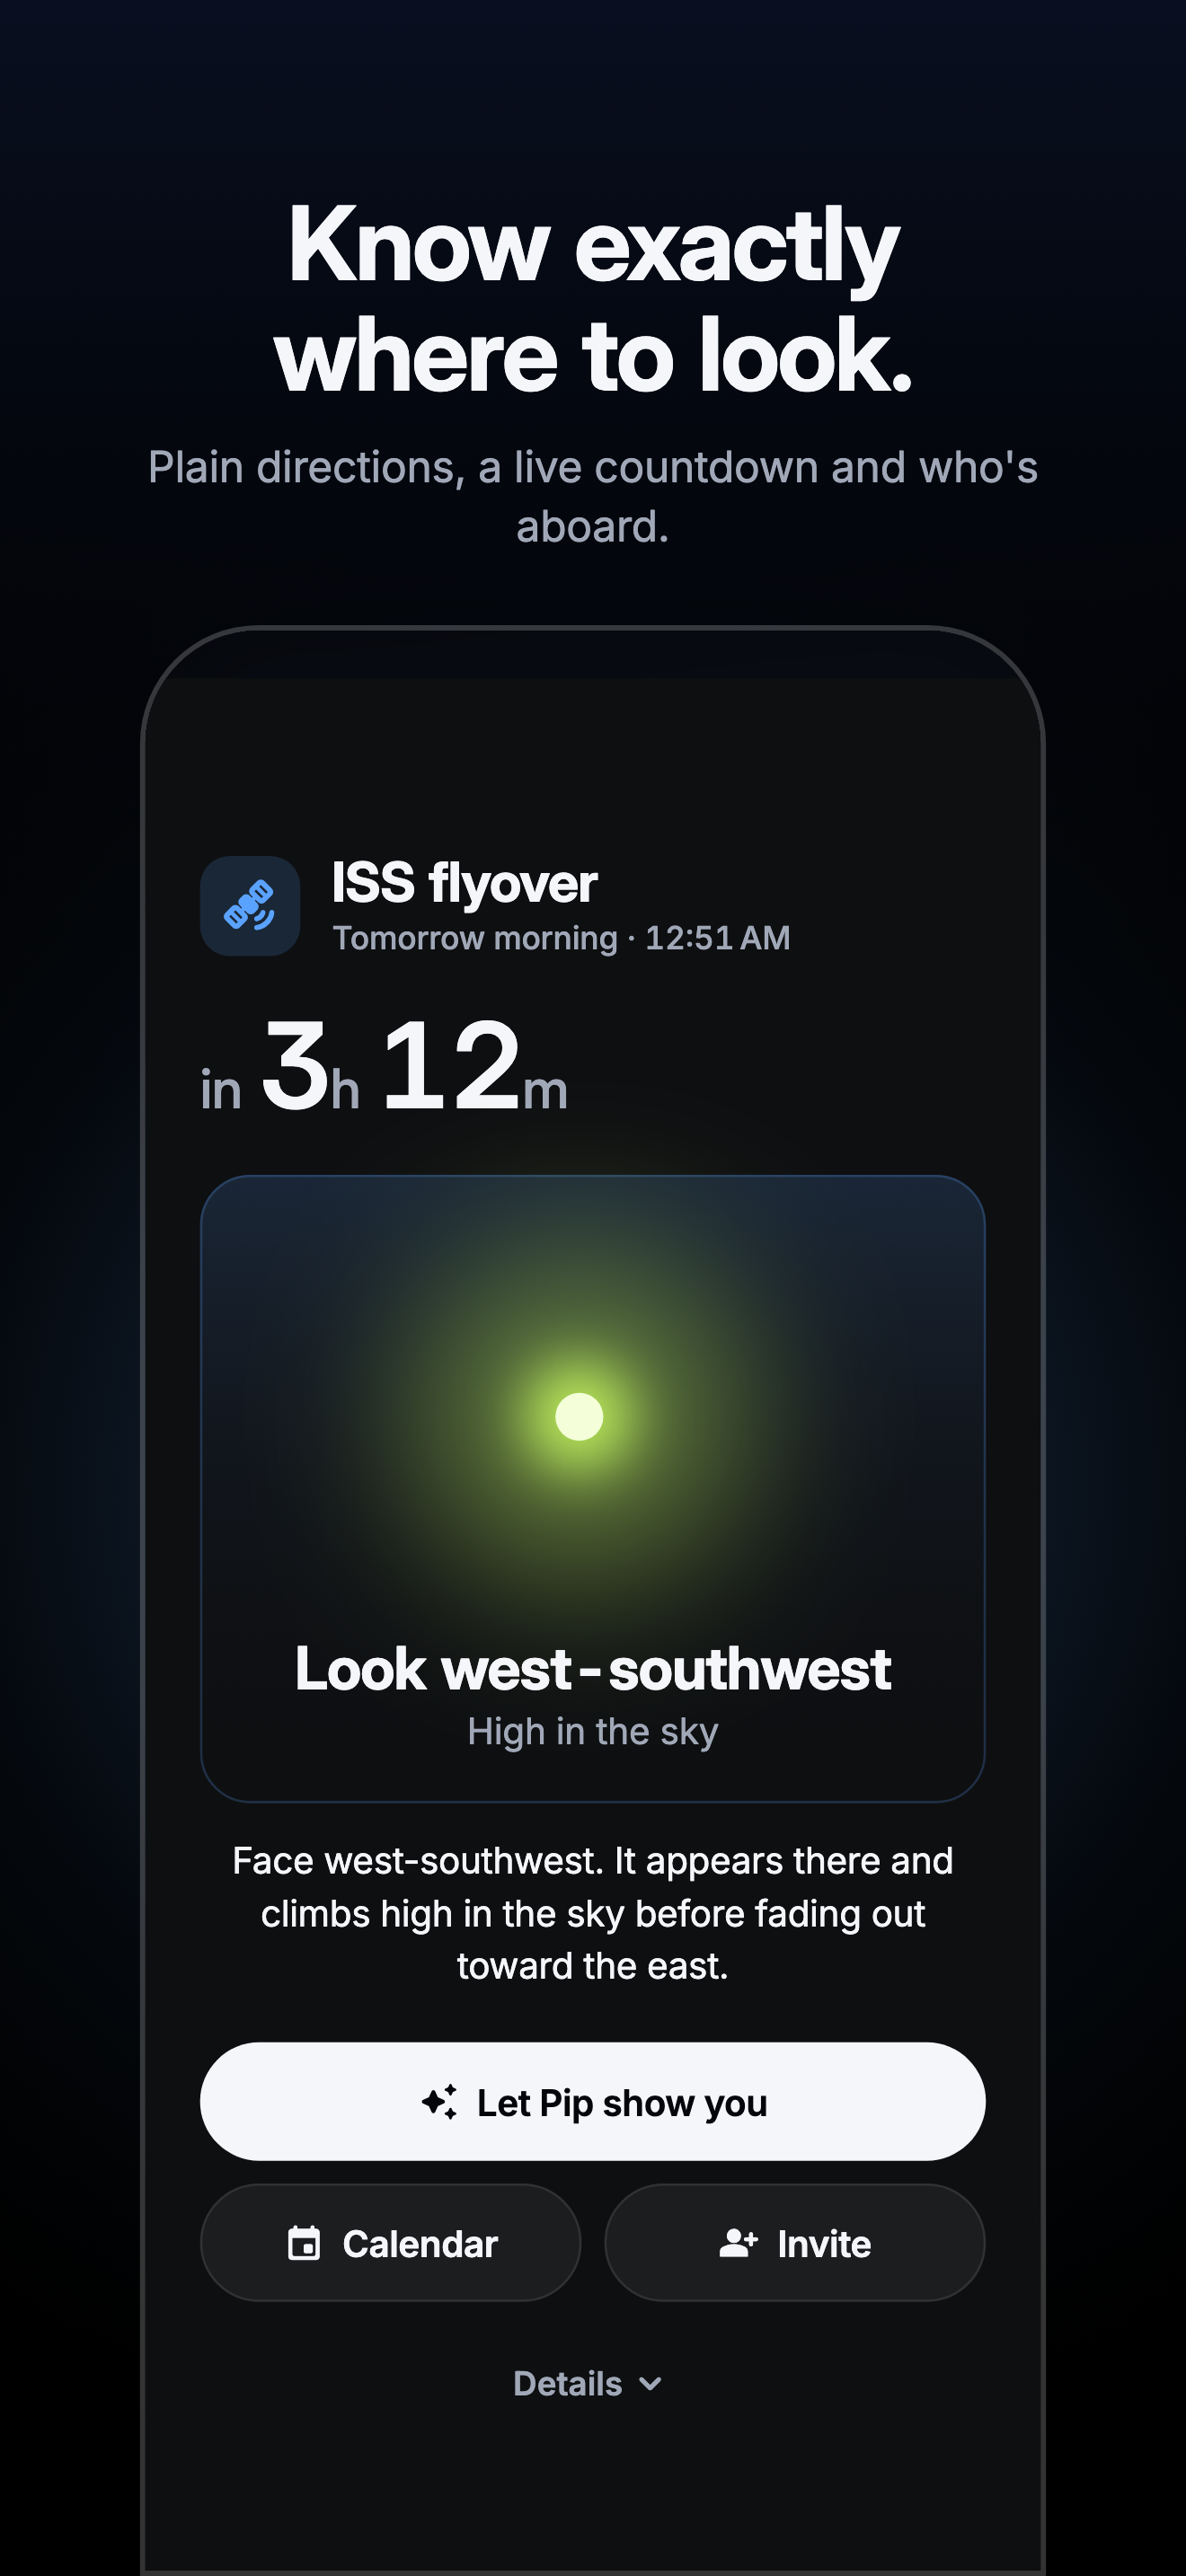 Know exactly
where to look.
Plain directions, a live countdown and who's
aboard.
ISS flyover
Tomorrow morning · 12:51 AM
in 3h 12m
Look west-southwest
High in the sky
Face west-southwest. It appears there and
climbs high in the sky before fading out
toward the east.
Let Pip show you
Calendar
Invite
Details